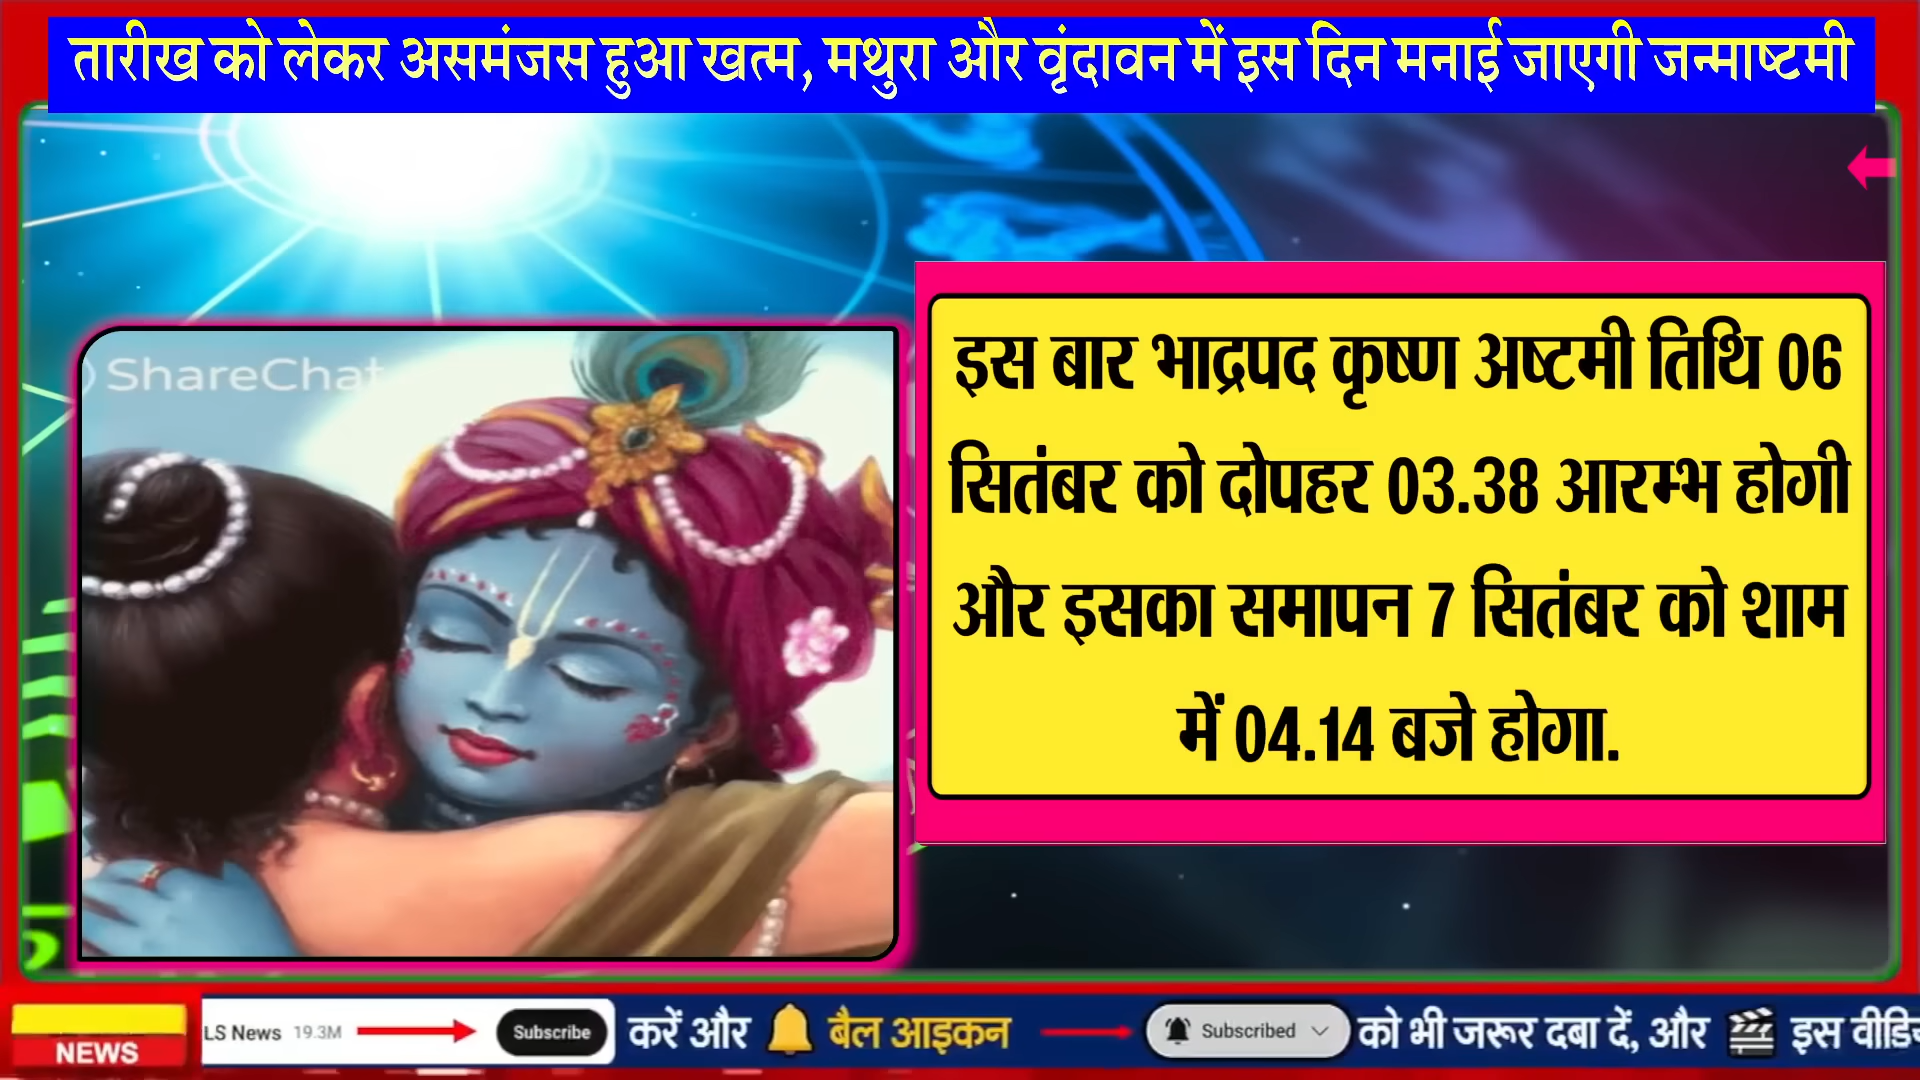 तारीख को लेकर असमंजस हुआ खत्म, मथुरा और वृंदावन में इस दिन मनाई जाएगी जन्माष्टमी
ShareChat
इस बार भाद्रपद कृष्ण अष्टमी तिथि 06
सितंबर को दोपहर 03.38 आरम्भ होगी
और इसका समापन 7 सितंबर को शाम
में 04.14 बजे होगा.
NEWS
LS News 19.3M Subscribe करें और बैल आइकन Subscribed को भी जरूर दबा दें, और इस